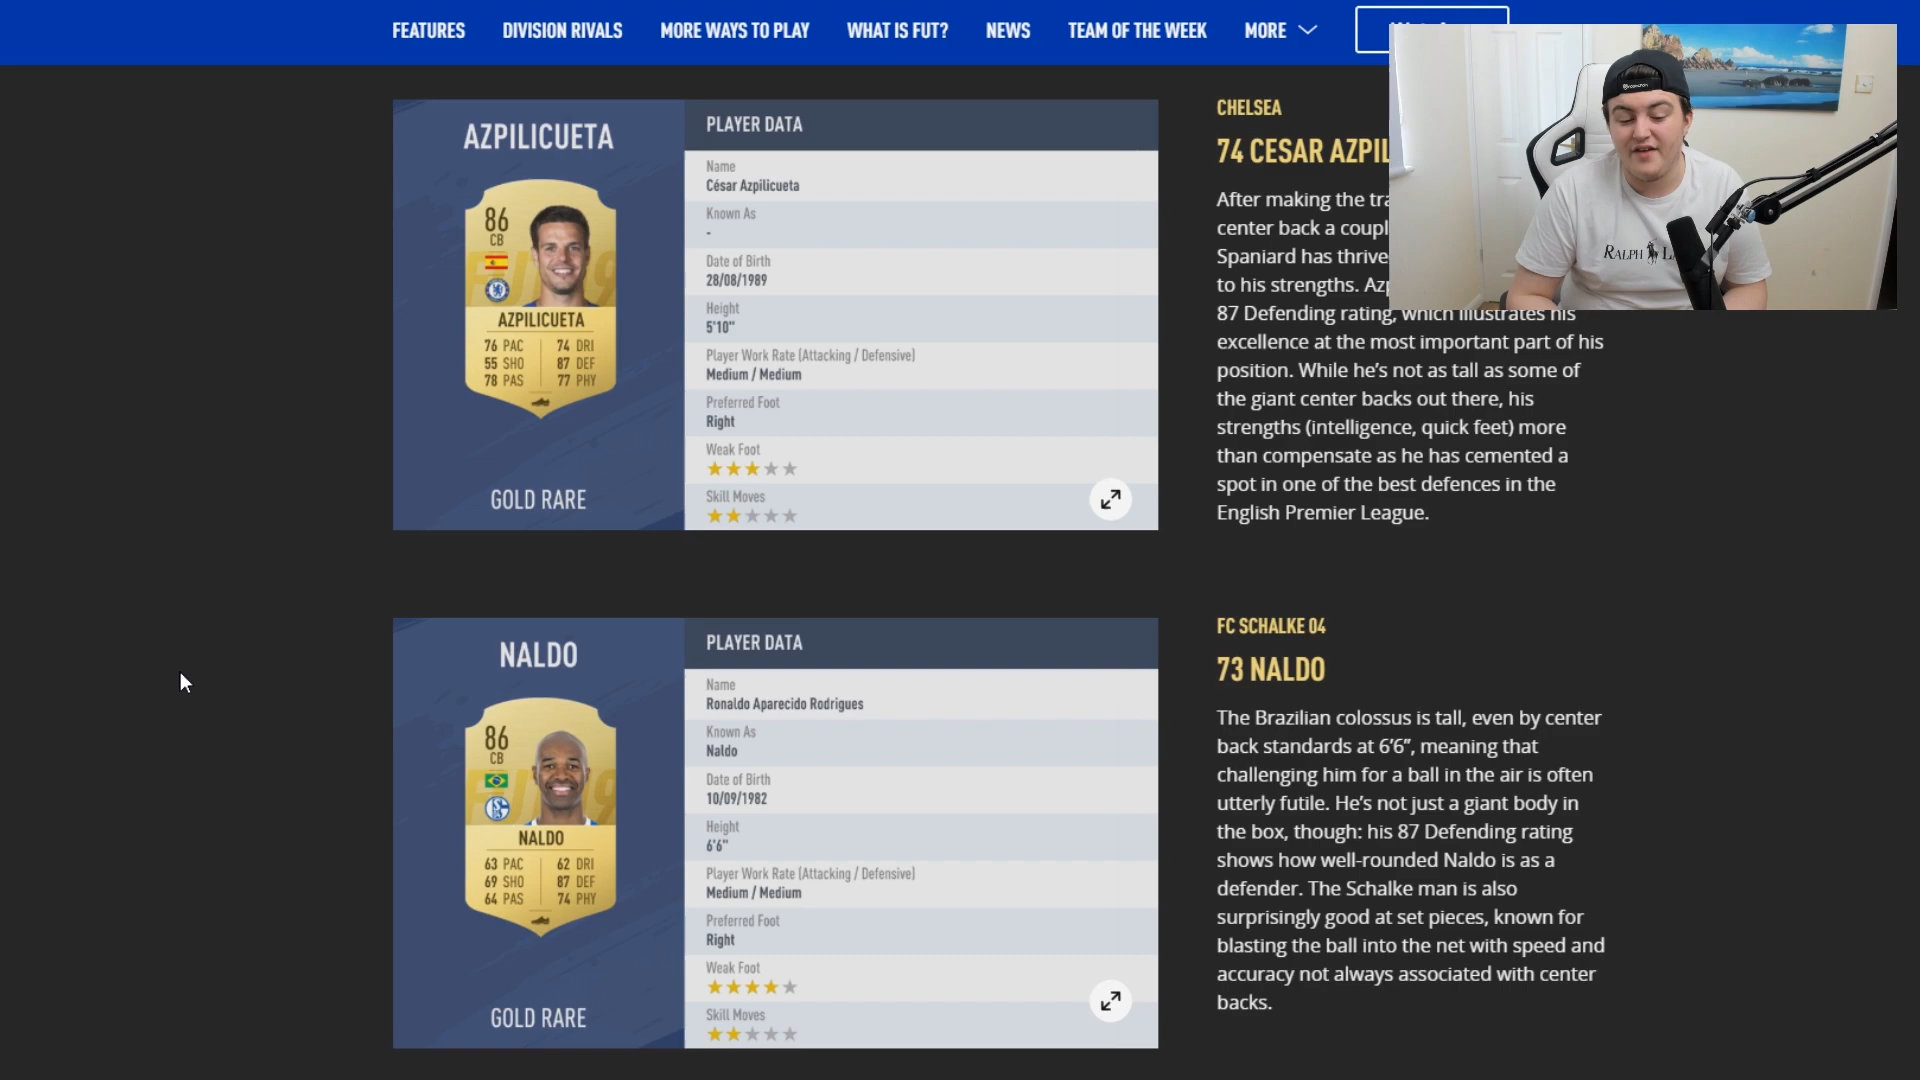 FEATURES DIVISION RIVALS MORE WAYS TO PLAY WHAT IS FUT? NEWS TEAM OF THE WEEK MORE
AZPILICUETA
86
CB
AZPILICUETA
76 PAC 74 DRI
55 SHO 87 DEF
78 PAS 77 PHY
GOLD RARE
PLAYER DATA
Name
César Azpilicueta
Known As
-
Date of Birth
28/08/1989
Height
5'10"
Player Work Rate (Attacking / Defensive)
Medium / Medium
Preferred Foot
Right
Weak Foot
Skill Moves
CHELSEA
74 CESAR AZPIL
After making the tra
center back a coupl
Spaniard has thrive
to his strengths. Azp
87 Defending rating, which illustrates his
excellence at the most important part of his
position. While he's not as tall as some of
the giant center backs out there, his
strengths (intelligence, quick feet) more
than compensate as he has cemented a
spot in one of the best defences in the
English Premier League.
RALPH LA
NALDO
86
CB
NALDO
63 PAC 62 DRI
69 SHO 87 DEF
64 PAS 74 PHY
GOLD RARE
PLAYER DATA
Name
Ronaldo Aparecido Rodrigues
Known As
Naldo
Date of Birth
10/09/1982
Height
6'6"
Player Work Rate (Attacking / Defensive)
Medium / Medium
Preferred Foot
Right
Weak Foot
Skill Moves
FC SCHALKE 04
73 NALDO
The Brazilian colossus is tall, even by center
back standards at 6'6", meaning that
challenging him for a ball in the air is often
utterly futile. He's not just a giant body in
the box, though: his 87 Defending rating
shows how well-rounded Naldo is as a
defender. The Schalke man is also
surprisingly good at set pieces, known for
blasting the ball into the net with speed and
accuracy not always associated with center
backs.